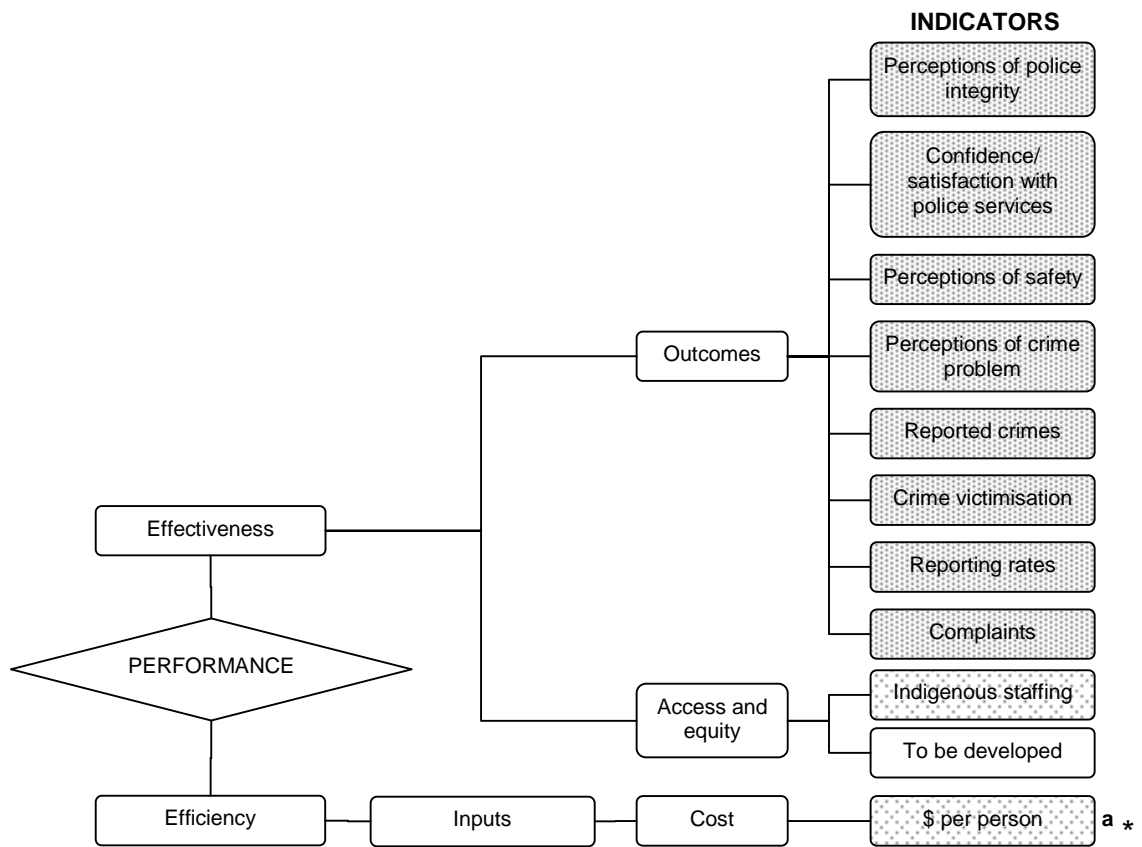 INDICATORS
Perceptions of police
integrity
Confidence/
satisfaction with
police services
Perceptions of safety
Outcomes
Perceptions of crime
problem
Reported crimes
Crime victimisation
Effectiveness
Reporting rates
Complaints
PERFORMANCE
Access and
equity
Indigenous staffing
To be developed
Efficiency
Inputs
Cost
$ per person
a *